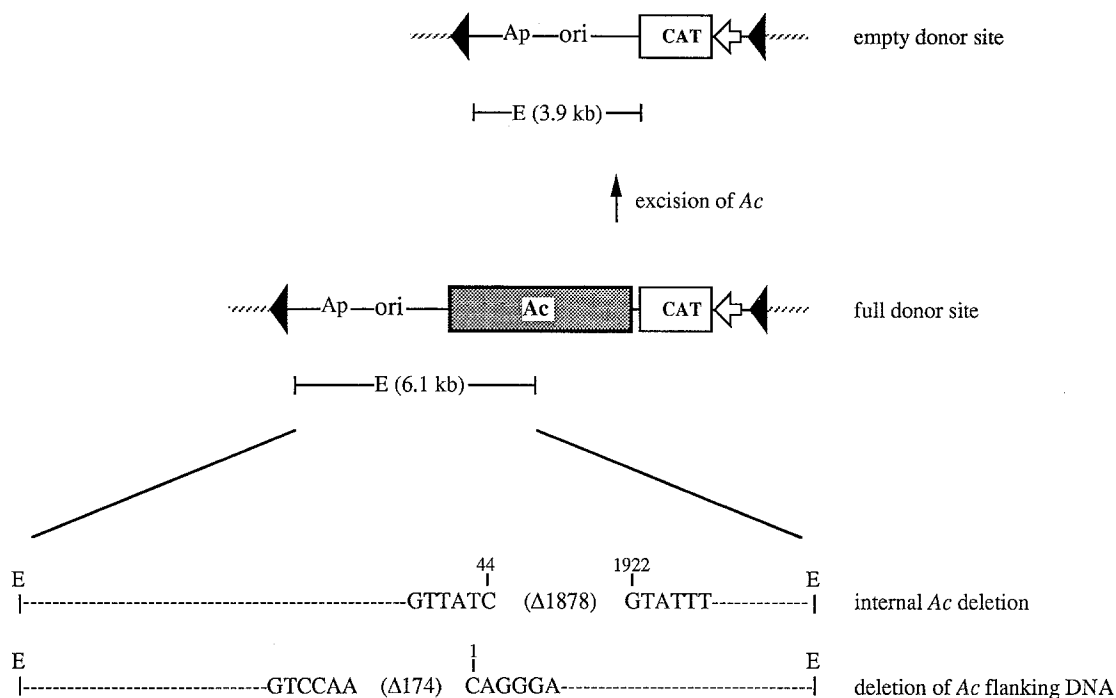 Ap ori CAT empty donor site
E (3.9 kb)
excision of Ac
Ap ori Ac CAT full donor site
E (6.1 kb)
44 1922
E E
GTTATC (Δ1878) GTATTT internal Ac deletion
1
E E
GTCCAA (Δ174) CAGGGA deletion of Ac flanking DNA